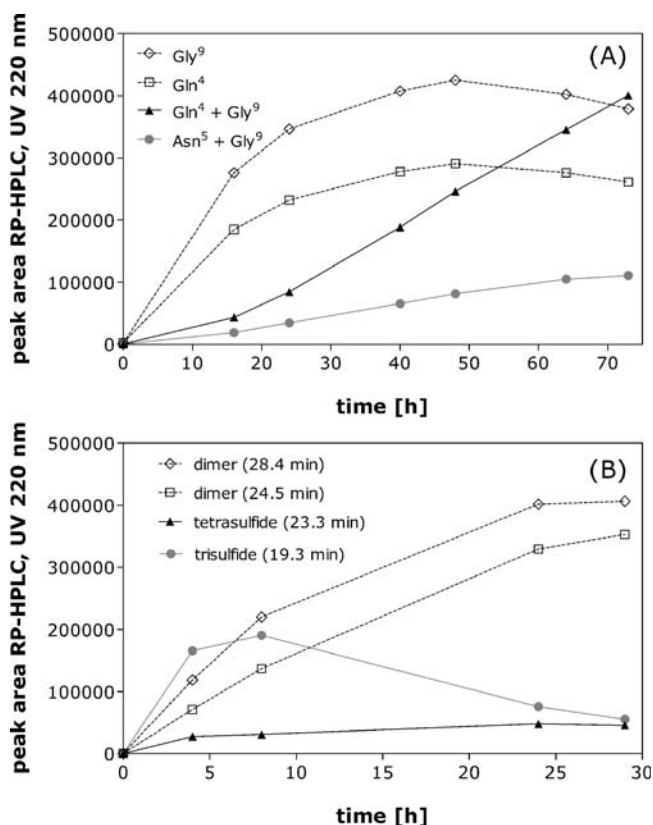 peak area RP-HPLC, UV 220 nm
500000
400000
300000
200000
100000
0
(A)
Gly⁹
Gln⁴
Gln⁴ + Gly⁹
Asn⁵ + Gly⁹
0 10 20 30 40 50 60 70
time [h]
peak area RP-HPLC, UV 220 nm
500000
400000
300000
200000
100000
0
(B)
dimer (28.4 min)
dimer (24.5 min)
tetrasulfide (23.3 min)
trisulfide (19.3 min)
0 5 10 15 20 25 30
time [h]